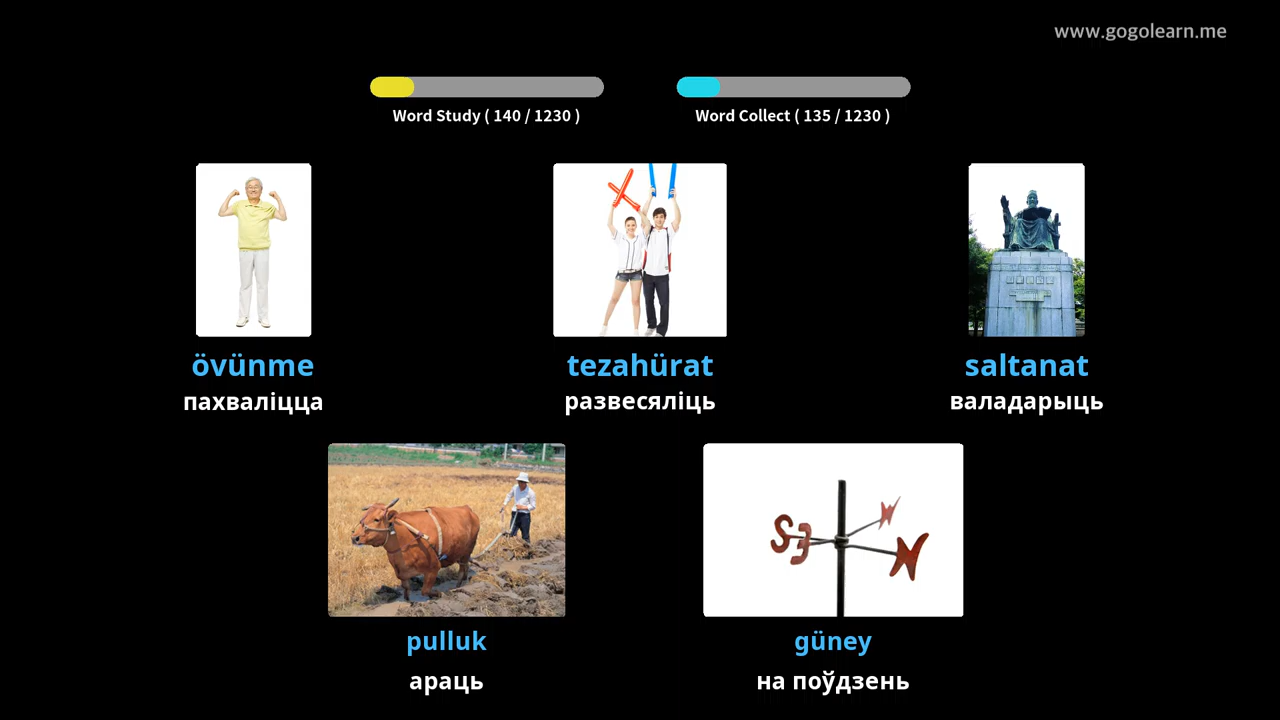 www.gogolearn.me
Word Study ( 140 / 1230 )
Word Collect ( 135 / 1230 )
övünme
пахваліцца
tezahürat
развесяліць
saltanat
валадарыць
pulluk
араць
güney
на поўдзень